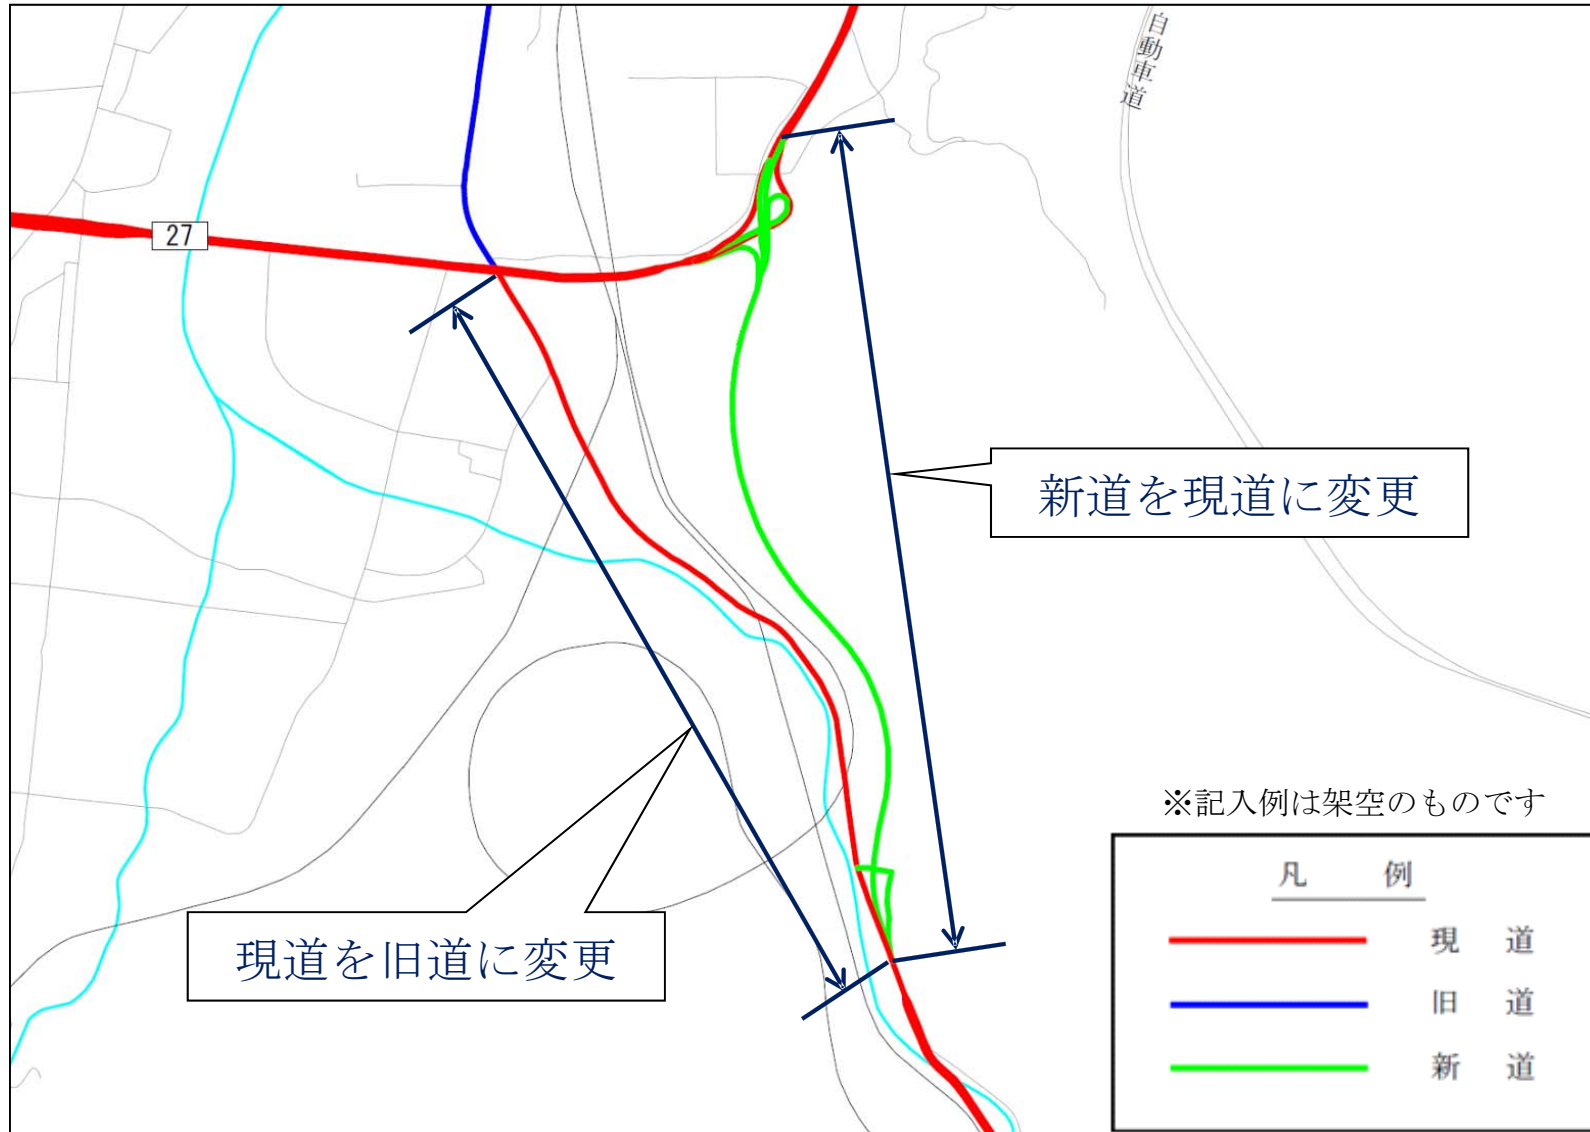 自動車道
27
新道を現道に変更
現道を旧道に変更
※記入例は架空のものです
凡　例
現　道
旧　道
新　道